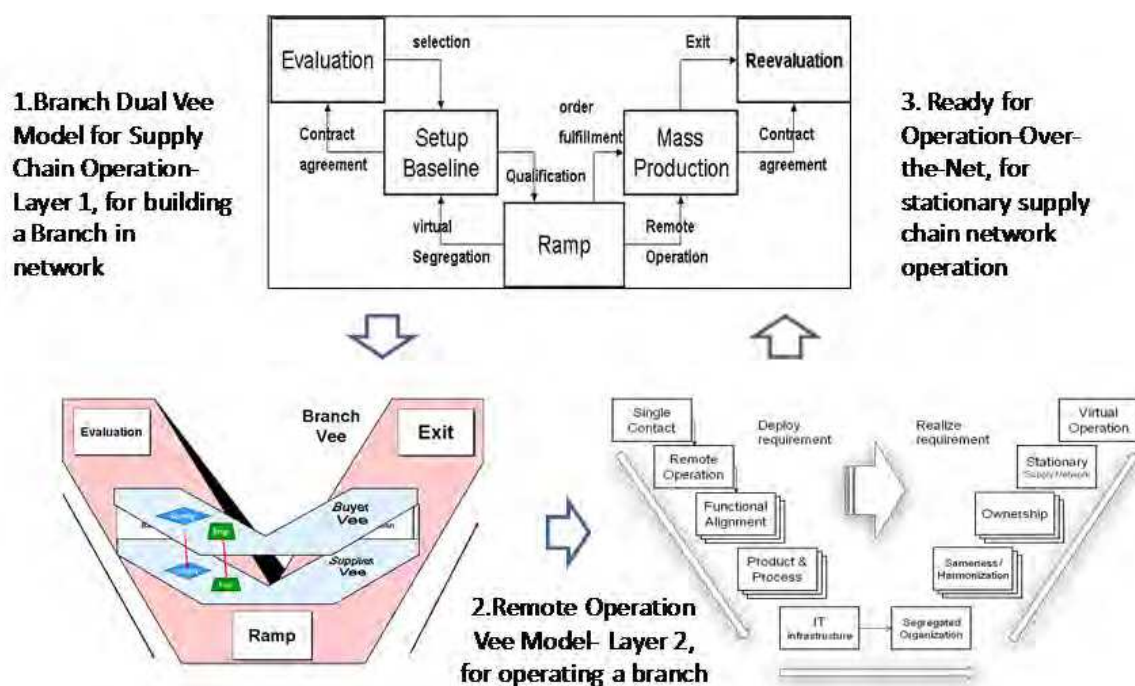 1.Branch Dual Vee
Model for Supply
Chain Operation-
Layer 1, for building
a Branch in
network
Evaluation
selection
Contract
agreement
Setup
Baseline
Qualification
virtual
Segregation
Ramp
order
fulfillment
Remote
Operation
Mass
Production
Exit
Contract
agreement
Reevaluation
3. Ready for
Operation-Over-
the-Net, for
stationary supply
chain network
operation
Evaluation
Branch
Vee
Exit
Buyer
Vee
Supplier
Vee
Ramp
2.Remote Operation
Vee Model- Layer 2,
for operating a branch
Single
Contact
Remote
Operation
Functional
Alignment
Product &
Process
IT
infrastructure
Segregated
Organization
Deploy
requirement
Realize
requirement
Virtual
Operation
Stationary
Supply Network
Ownership
Sameness/
Harmonization